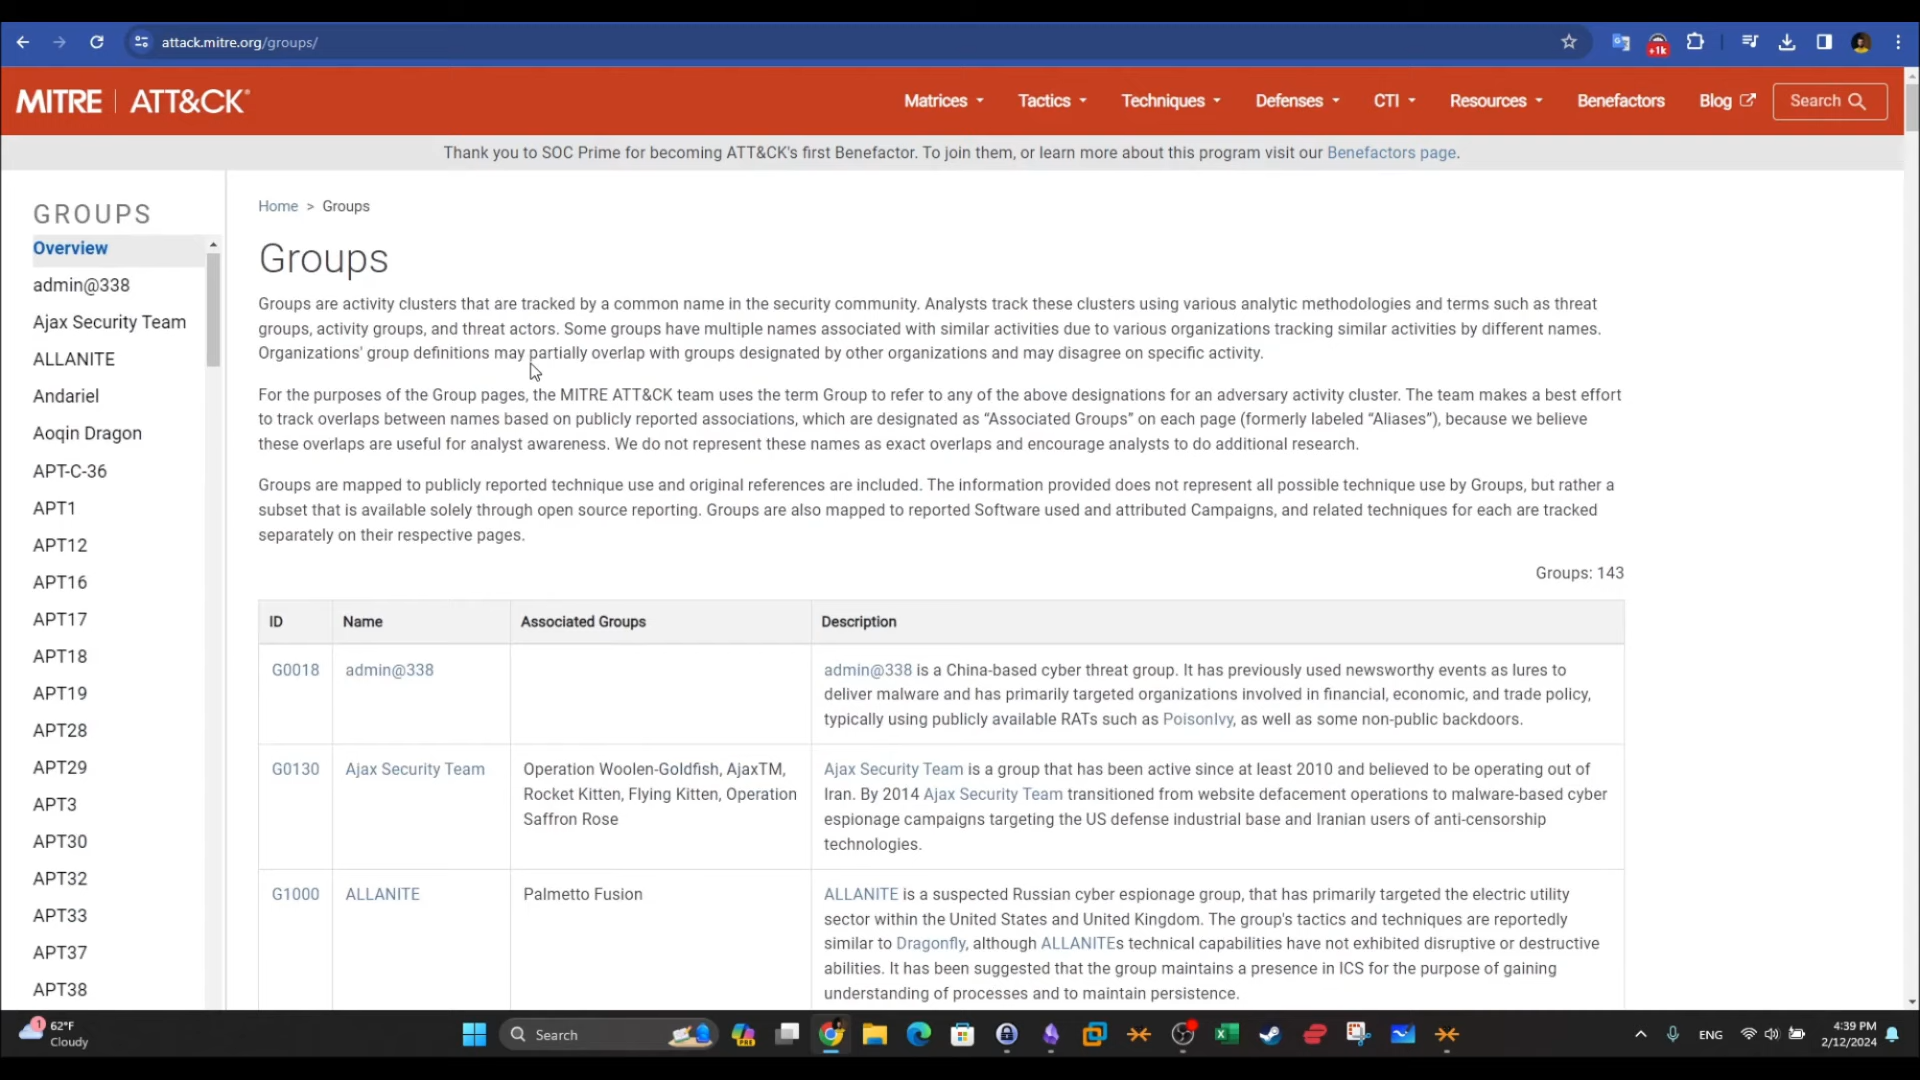 attack.mitre.org/groups/
+1k
MITRE | ATT&CK®
Matrices
Tactics
Techniques
Defenses
CTI
Resources
Benefactors
Blog
Search
Thank you to SOC Prime for becoming ATT&CK's first Benefactor. To join them, or learn more about this program visit our Benefactors page.
GROUPS
Overview
admin@338
Ajax Security Team
ALLANITE
Andariel
Aoqin Dragon
APT-C-36
APT1
APT12
APT16
APT17
APT18
APT19
APT28
APT29
APT3
APT30
APT32
APT33
APT37
APT38
Home > Groups
Groups
Groups are activity clusters that are tracked by a common name in the security community. Analysts track these clusters using various analytic methodologies and terms such as threat
groups, activity groups, and threat actors. Some groups have multiple names associated with similar activities due to various organizations tracking similar activities by different names.
Organizations' group definitions may partially overlap with groups designated by other organizations and may disagree on specific activity.
For the purposes of the Group pages, the MITRE ATT&CK team uses the term Group to refer to any of the above designations for an adversary activity cluster. The team makes a best effort
to track overlaps between names based on publicly reported associations, which are designated as “Associated Groups” on each page (formerly labeled “Aliases”), because we believe
these overlaps are useful for analyst awareness. We do not represent these names as exact overlaps and encourage analysts to do additional research.
Groups are mapped to publicly reported technique use and original references are included. The information provided does not represent all possible technique use by Groups, but rather a
subset that is available solely through open source reporting. Groups are also mapped to reported Software used and attributed Campaigns, and related techniques for each are tracked
separately on their respective pages.
Groups: 143
ID Name Associated Groups Description
G0018 admin@338
admin@338 is a China-based cyber threat group. It has previously used newsworthy events as lures to
deliver malware and has primarily targeted organizations involved in financial, economic, and trade policy,
typically using publicly available RATs such as PoisonIvy, as well as some non-public backdoors.
G0130 Ajax Security Team
Operation Woolen-Goldfish, AjaxTM,
Rocket Kitten, Flying Kitten, Operation
Saffron Rose
Ajax Security Team is a group that has been active since at least 2010 and believed to be operating out of
Iran. By 2014 Ajax Security Team transitioned from website defacement operations to malware-based cyber
espionage campaigns targeting the US defense industrial base and Iranian users of anti-censorship
technologies.
G1000 ALLANITE
Palmetto Fusion
ALLANITE is a suspected Russian cyber espionage group, that has primarily targeted the electric utility
sector within the United States and United Kingdom. The group's tactics and techniques are reportedly
similar to Dragonfly, although ALLANITEs technical capabilities have not exhibited disruptive or destructive
abilities. It has been suggested that the group maintains a presence in ICS for the purpose of gaining
understanding of processes and to maintain persistence.
1
62°F
Cloudy
Search
PRE
ENG
4:39 PM
2/12/2024